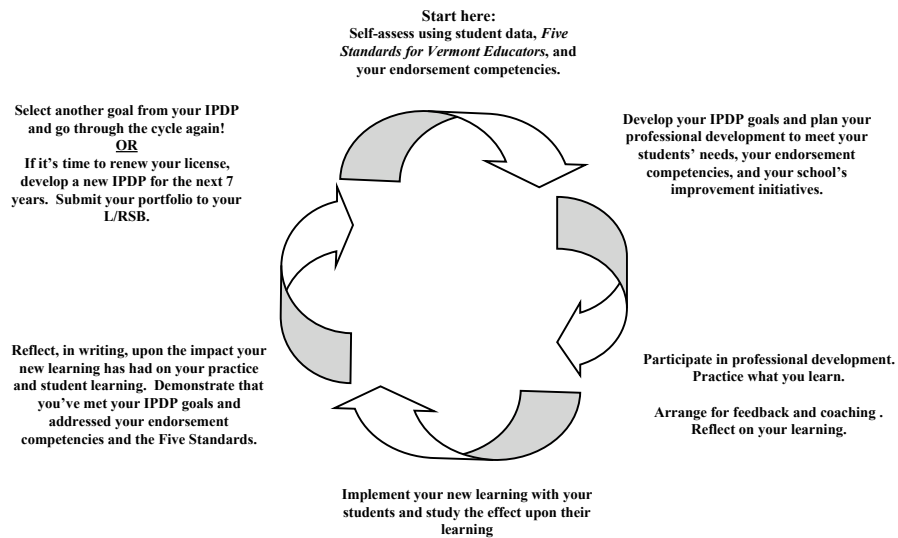 Start here:
Self-assess using student data, Five
Standards for Vermont Educators, and
your endorsement competencies.
Develop your IPDP goals and plan your
professional development to meet your
students' needs, your endorsement
competencies, and your school's
improvement initiatives.
Participate in professional development.
Practice what you learn.
Arrange for feedback and coaching .
Reflect on your learning.
Implement your new learning with your
students and study the effect upon their
learning
Reflect, in writing, upon the impact your
new learning has had on your practice
and student learning.  Demonstrate that
you've met your IPDP goals and
addressed your endorsement
competencies and the Five Standards.
Select another goal from your IPDP
and go through the cycle again!
OR
If it's time to renew your license,
develop a new IPDP for the next 7
years.  Submit your portfolio to your
L/RSB.